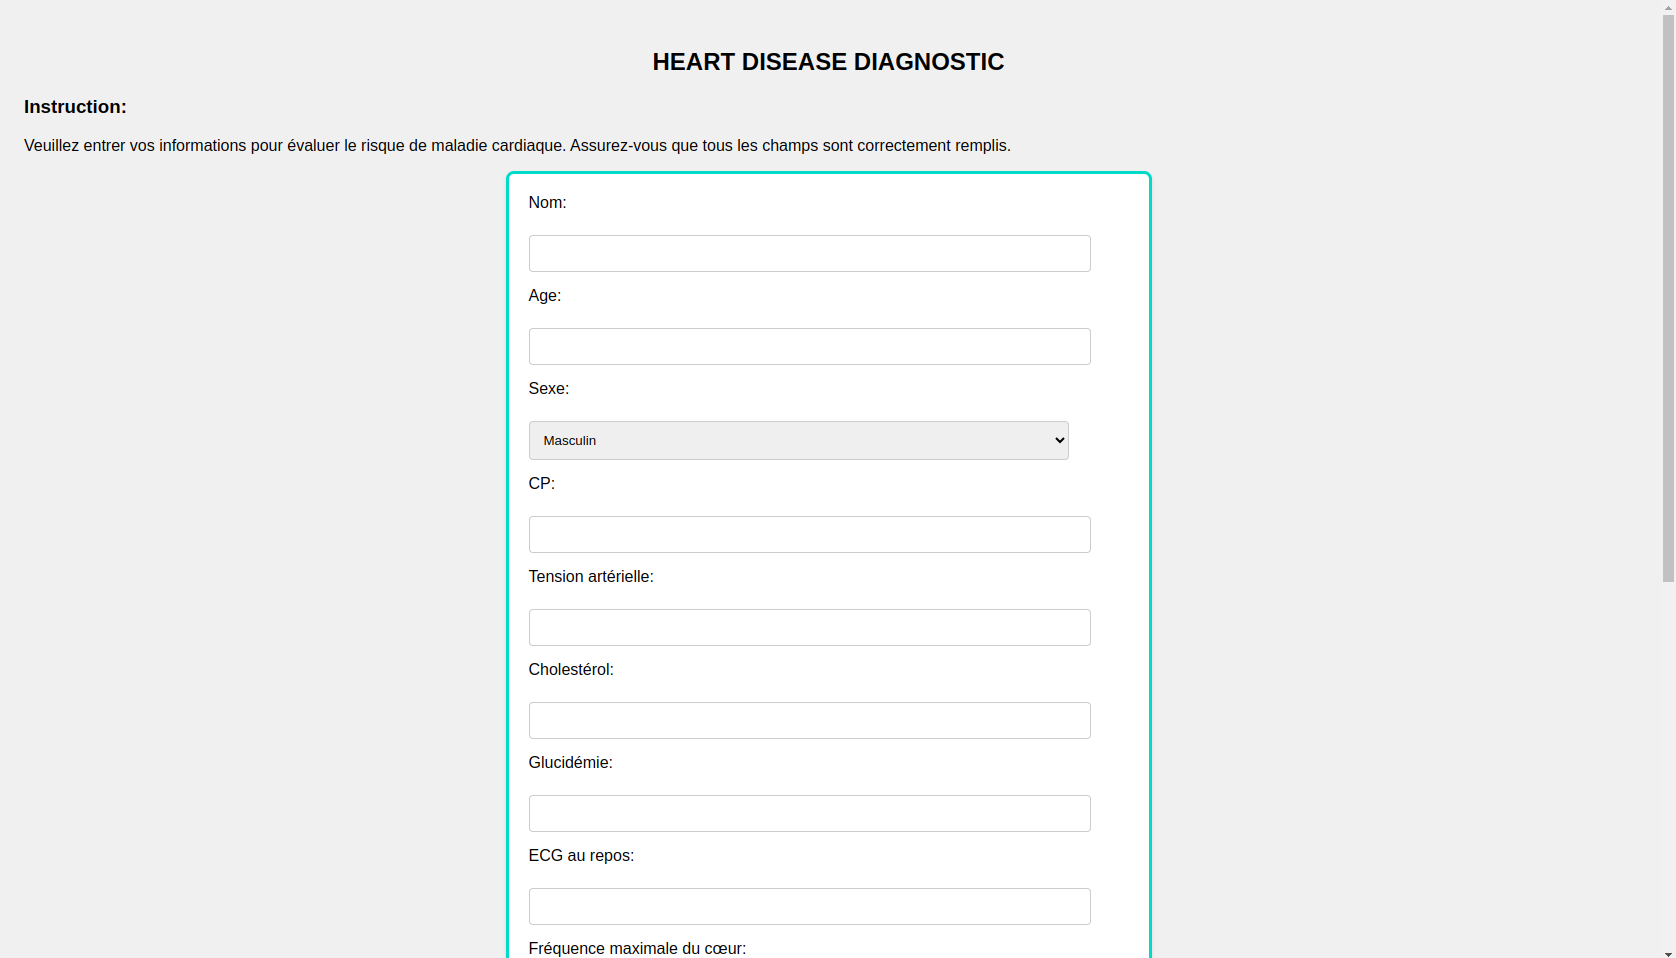 HEART DISEASE DIAGNOSTIC
Instruction:
Veuillez entrer vos informations pour évaluer le risque de maladie cardiaque. Assurez-vous que tous les champs sont correctement remplis.
Nom:
Age:
Sexe:
Masculin
CP:
Tension artérielle:
Cholestérol:
Glucidémie:
ECG au repos:
Fréquence maximale du cœur: